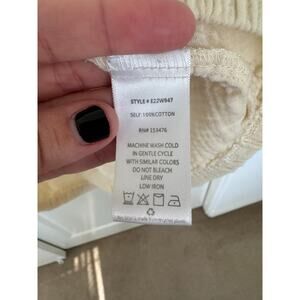 STYLE# E22W947
SELF:100%COTTON
RN# 153476
MACHINE WASH COLD
IN GENTLE CYCLE
WITH SIMILAR COLORS
DO NOT BLEACH
LINE DRY
LOW IRON